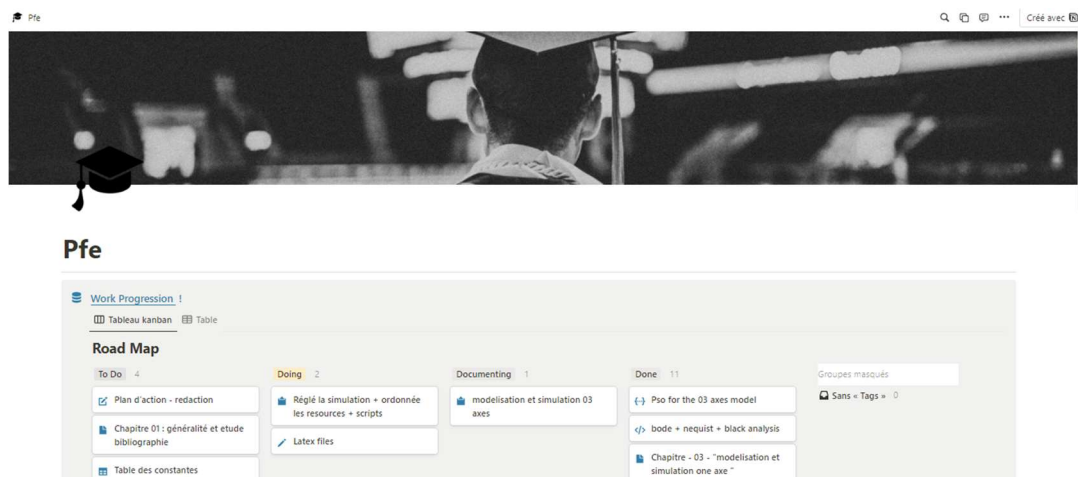 Pfe
Créé avec
Pfe
Work Progression !
Tableau kanban Table
Road Map
To Do 4
Plan d'action - redaction
Chapitre 01 : généralité et etude
bibliographie
Table des constantes
Doing 2
Réglé la simulation + ordonnée
les resources + scripts
Latex files
Documenting 1
modelisation et simulation 03
axes
Done 11
Pso for the 03 axes model
bode + nequist + black analysis
Chapitre - 03 - "modelisation et
simulation one axe "
Groupes masqués
Sans « Tags » 0